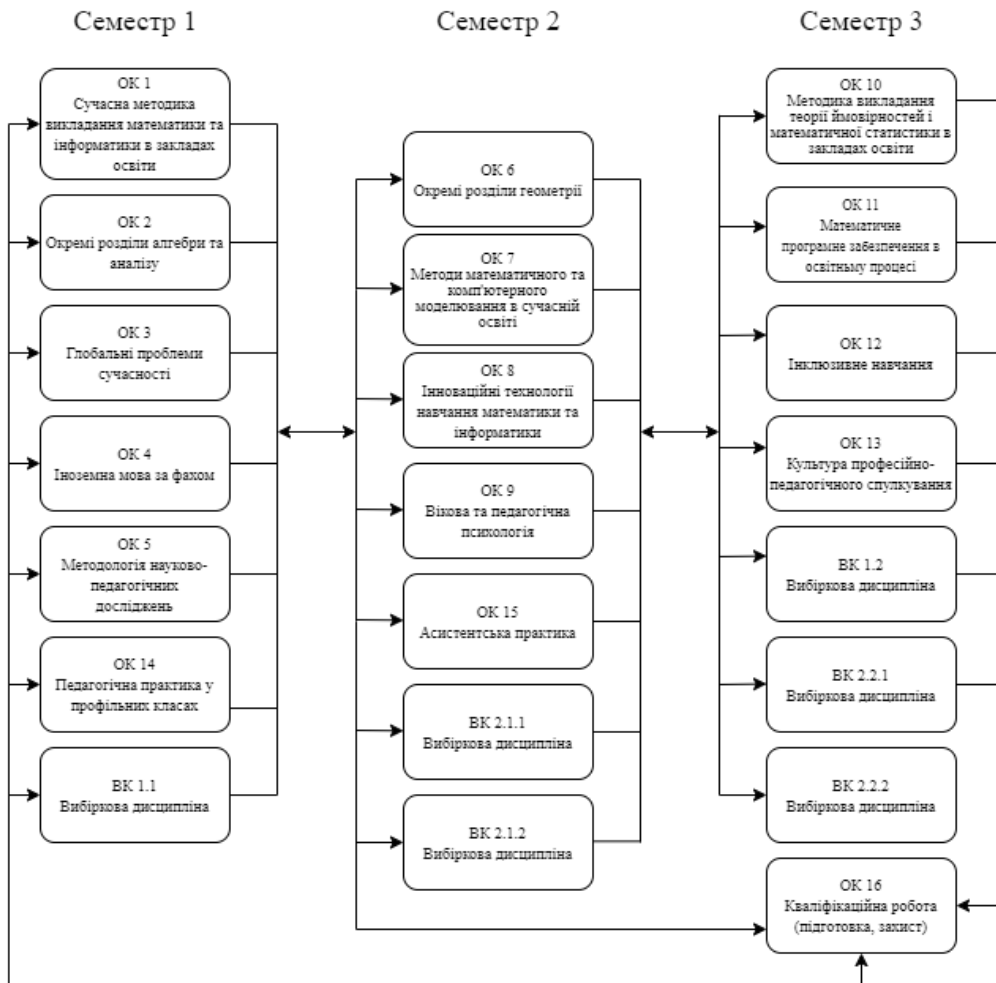 Семестр 1
Семестр 2
Семестр 3
ОК 1
Сучасна методика
викладання математики та
інформатики в закладах
освіти
ОК 2
Окремі розділи алгебри та
аналізу
ОК 3
Глобальні проблеми
сучасності
ОК 4
Іноземна мова за фахом
ОК 5
Методологія науково-
педагогічних
досліджень
ОК 14
Педагогічна практика у
профільних класах
ВК 1.1
Вибіркова дисципліна
ОК 6
Окремі розділи геометрії
ОК 7
Методи математичного та
комп'ютерного
моделювання в сучасній
освіті
ОК 8
Інноваційні технології
навчання математики та
інформатики
ОК 9
Вікова та педагогічна
психологія
ОК 15
Асистентська практика
ВК 2.1.1
Вибіркова дисципліна
ВК 2.1.2
Вибіркова дисципліна
ОК 10
Методика викладання
теорії ймовірностей і
математичної статистики в
закладах освіти
ОК 11
Математичне
програмне забезпечення в
освітньому процесі
ОК 12
Інклюзивне навчання
ОК 13
Культура професійно-
педагогічного спулкування
ВК 1.2
Вибіркова дисципліна
ВК 2.2.1
Вибіркова дисципліна
ВК 2.2.2
Вибіркова дисципліна
ОК 16
Кваліфікаційна робота
(підготовка, захист)